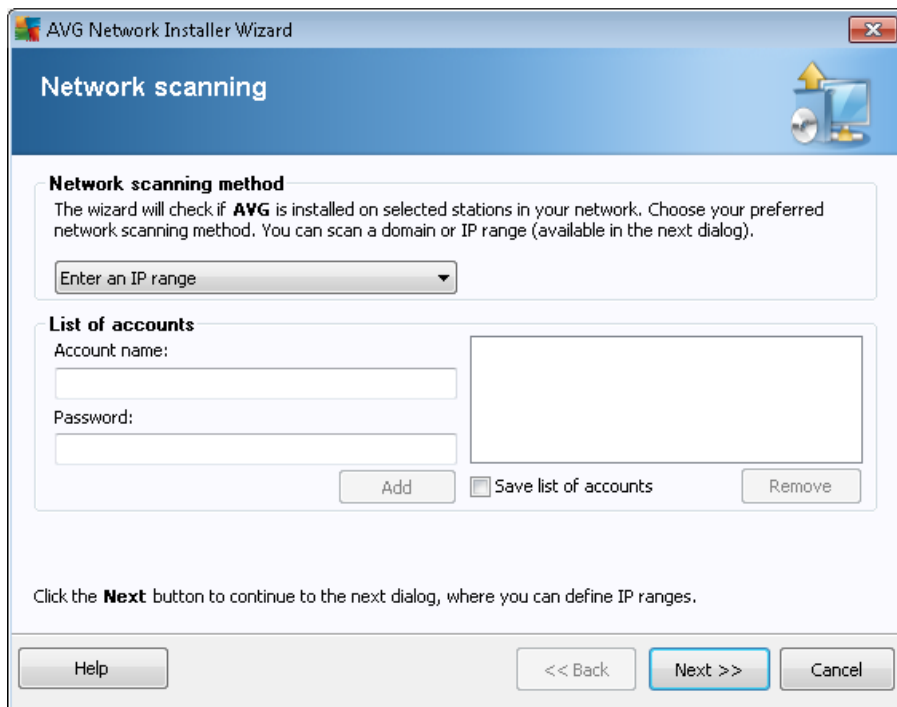 AVG Network Installer Wizard
Network scanning
Network scanning method
The wizard will check if AVG is installed on selected stations in your network. Choose your preferred
network scanning method. You can scan a domain or IP range (available in the next dialog).
Enter an IP range
List of accounts
Account name:
Password:
Add
Save list of accounts
Remove
Click the Next button to continue to the next dialog, where you can define IP ranges.
Help
<< Back
Next >>
Cancel